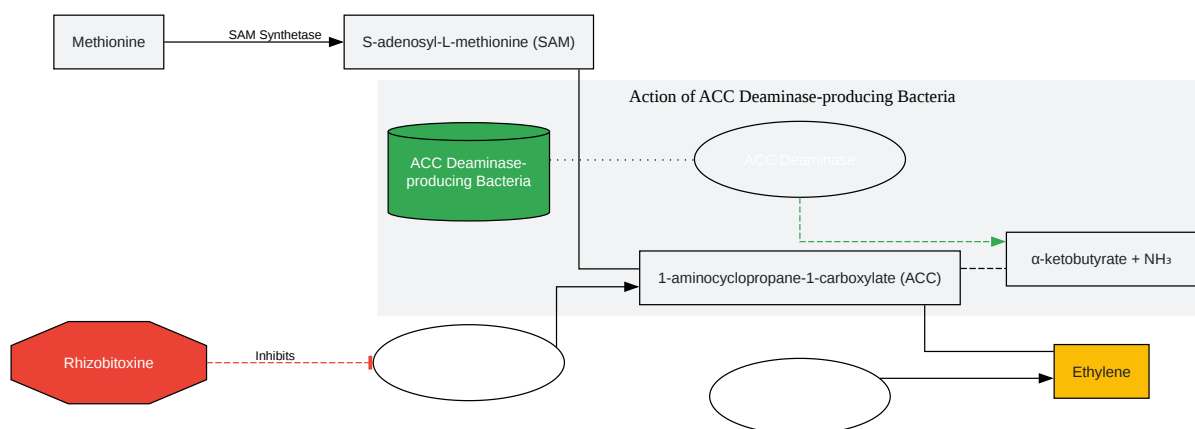 Methionine
SAM Synthetase
S-adenosyl-L-methionine (SAM)
Action of ACC Deaminase-producing Bacteria
ACC Deaminase-
producing Bacteria
ACC Deaminase
α-ketobutyrate + NH₃
1-aminocyclopropane-1-carboxylate (ACC)
Rhizobitoxine
Inhibits
Ethylene